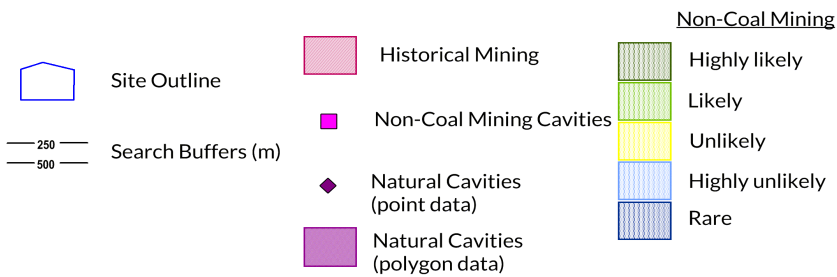 Site Outline
250
500
Search Buffers (m)
Historical Mining
Non-Coal Mining Cavities
Natural Cavities
(point data)
Natural Cavities
(polygon data)
Non-Coal Mining
Highly likely
Likely
Unlikely
Highly unlikely
Rare